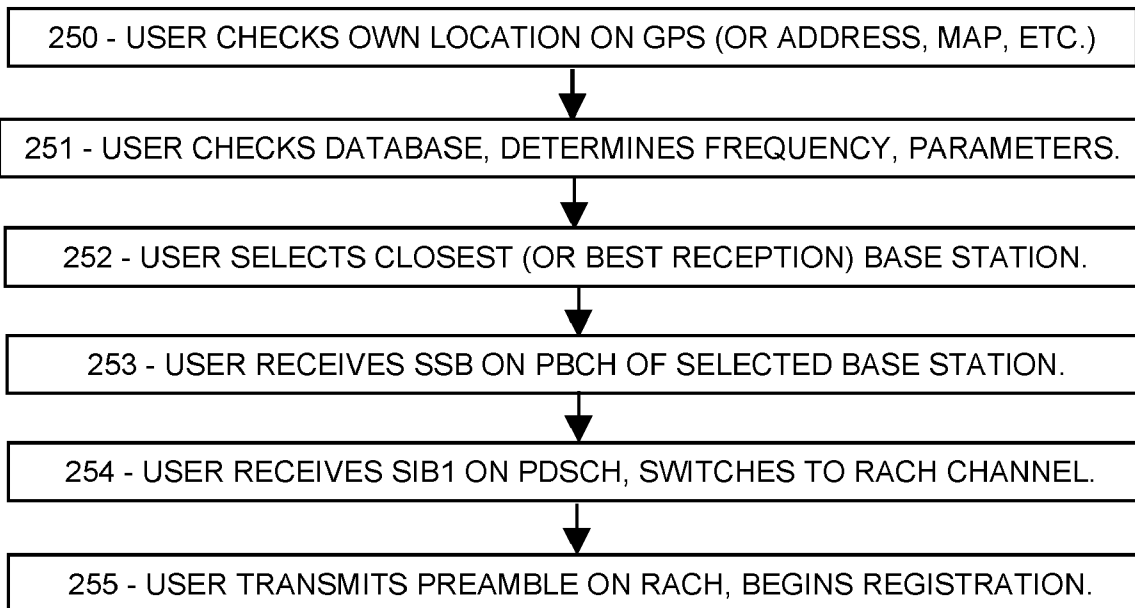 250 - USER CHECKS OWN LOCATION ON GPS (OR ADDRESS, MAP, ETC.)
251 - USER CHECKS DATABASE, DETERMINES FREQUENCY, PARAMETERS.
252 - USER SELECTS CLOSEST (OR BEST RECEPTION) BASE STATION.
253 - USER RECEIVES SSB ON PBCH OF SELECTED BASE STATION.
254 - USER RECEIVES SIB1 ON PDSCH, SWITCHES TO RACH CHANNEL.
255 - USER TRANSMITS PREAMBLE ON RACH, BEGINS REGISTRATION.